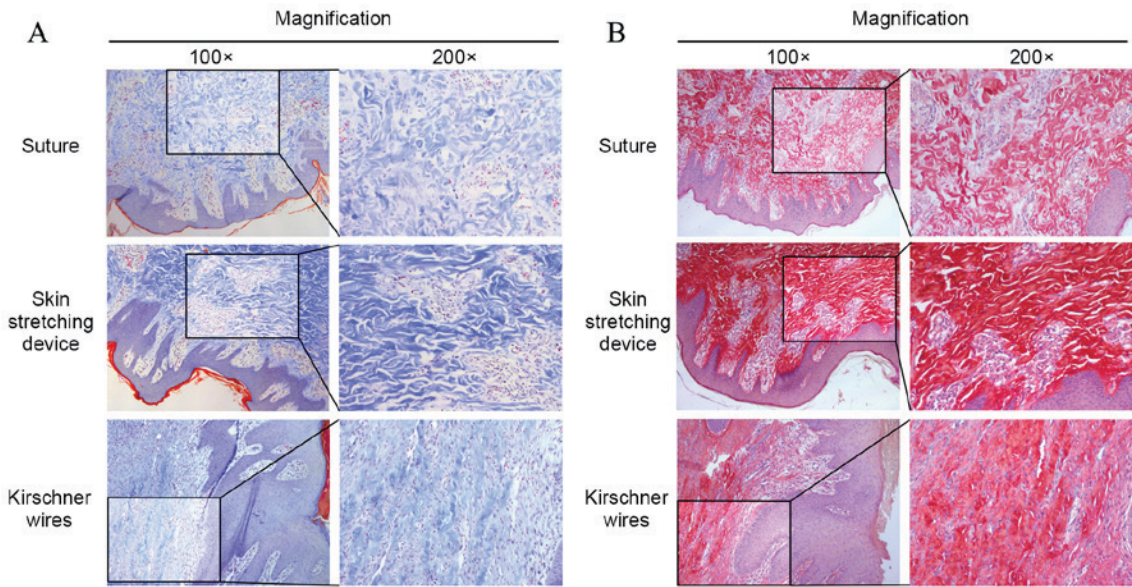 A
Magnification
100×
200×
Suture
Skin
stretching
device
Kirschner
wires
B
Magnification
100×
200×
Suture
Skin
stretching
device
Kirschner
wires